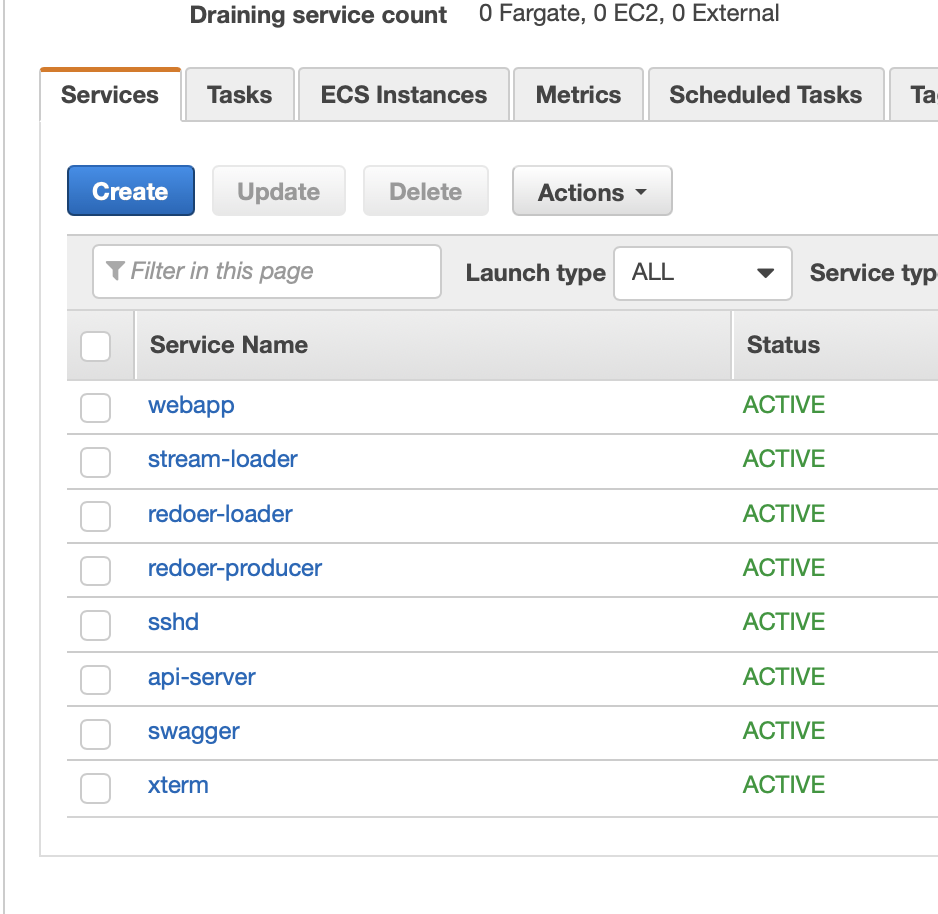 Draining service count 0 Fargate, 0 EC2, 0 External
Services Tasks ECS Instances Metrics Scheduled Tasks
Create Update Delete Actions
Filter in this page Launch type ALL Service typ
Service Name Status
webapp ACTIVE
stream-loader ACTIVE
redoer-loader ACTIVE
redoer-producer ACTIVE
sshd ACTIVE
api-server ACTIVE
swagger ACTIVE
xterm ACTIVE